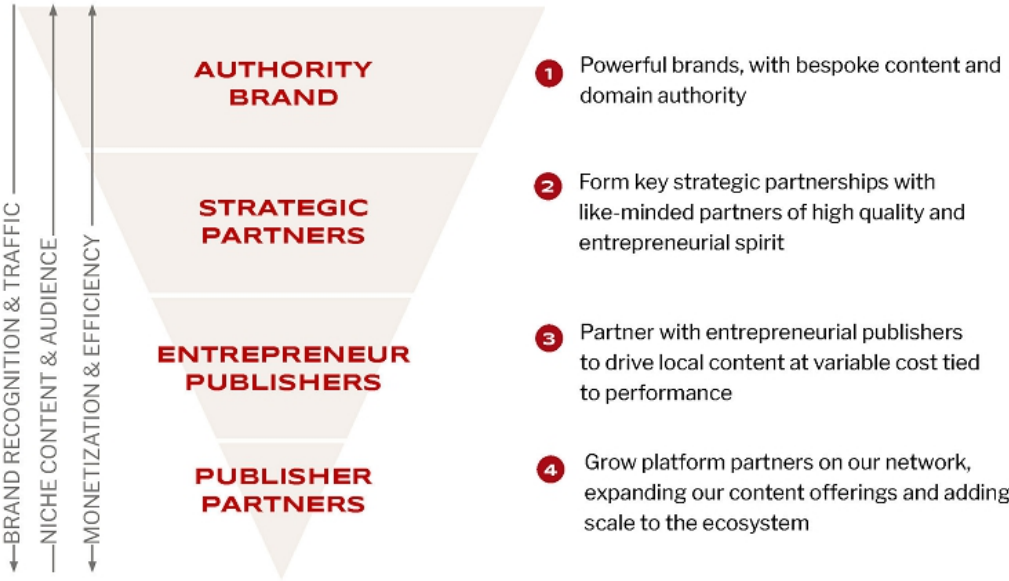 AUTHORITY
BRAND
1
Powerful brands, with bespoke content and
domain authority
STRATEGIC
PARTNERS
2
Form key strategic partnerships with
like-minded partners of high quality and
entrepreneurial spirit
ENTREPRENEUR
PUBLISHERS
3
Partner with entrepreneurial publishers
to drive local content at variable cost tied
to performance
PUBLISHER
PARTNERS
4
Grow platform partners on our network,
expanding our content offerings and adding
scale to the ecosystem
BRAND RECOGNITION & TRAFFIC
NICHE CONTENT & AUDIENCE
MONETIZATION & EFFICIENCY